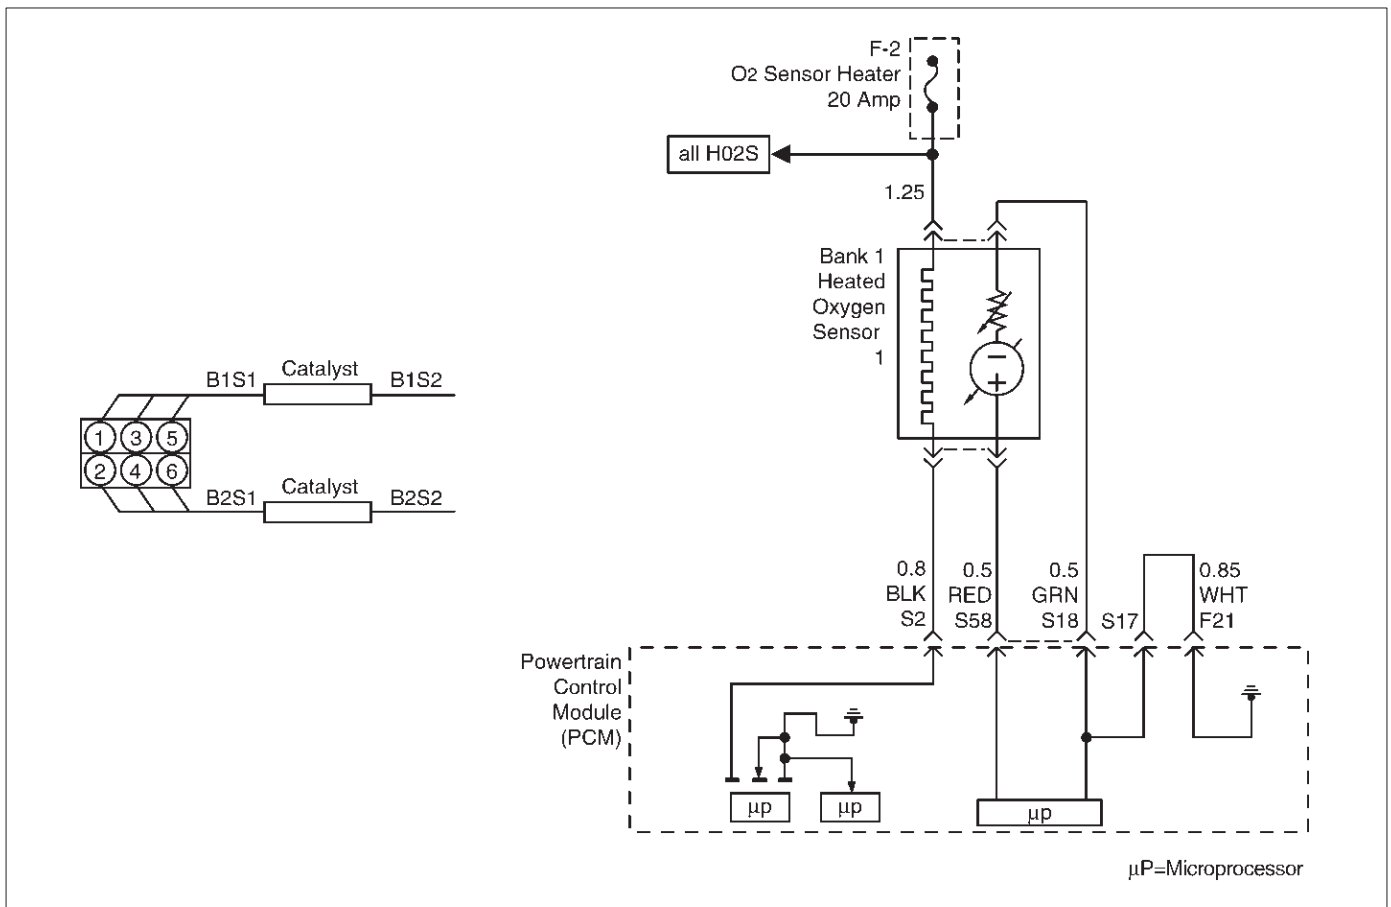 F-2
O2 Sensor Heater
20 Amp
all H02S
1.25
Bank 1
Heated
Oxygen
Sensor
1
B1S1
Catalyst
B1S2
1
3
5
2
4
6
B2S1
Catalyst
B2S2
0.8
BLK
S2
0.5
RED
S58
0.5
GRN
S18
S17
0.85
WHT
F21
Powertrain
Control
Module
(PCM)
µp
µp
µp
µP=Microprocessor